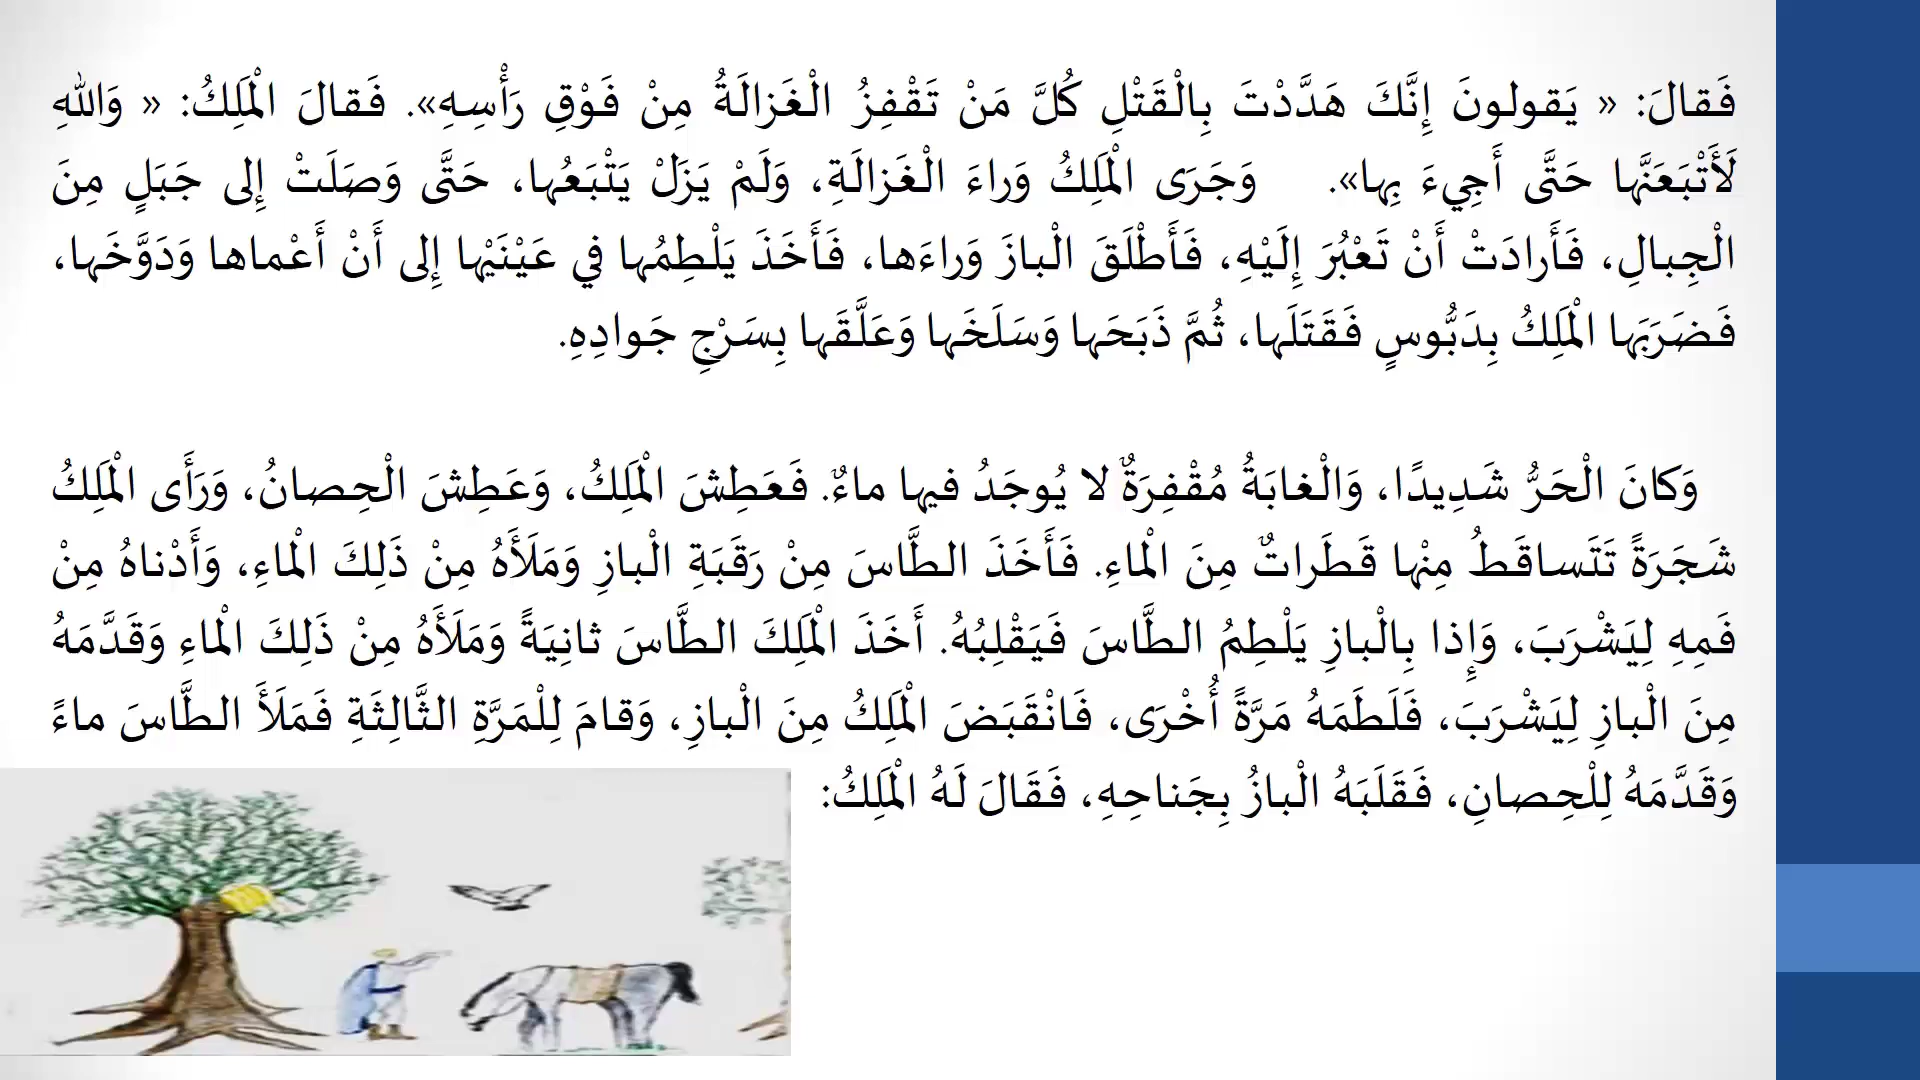 فَقالَ: « يَقولونَ إِنَّكَ هَدَّدْتَ بِالْقَتْلِ كُلَّ مَنْ تَقْفِزُ الْغَزالَةُ مِنْ فَوْقِ رَأْسِهِ». فَقالَ الْمَلِكُ: « وَاللهِ
لَأَتْبَعَنَّها حَتَّى أَجِيءَ بِها». وَجَرَى الْمَلِكُ وَراءَ الْغَزالَةِ، وَلَمْ يَزَلْ يَتْبَعُها، حَتَّى وَصَلَتْ إِلى جَبَلٍ مِنَ
الْجِبالِ، فَأَرادَتْ أَنْ تَعْبُرَ إِلَيْهِ، فَأَطْلَقَ الْبازَ وَراءَها، فَأَخَذَ يَلْطِمُها في عَيْنَيْها إِلى أَنْ أَعْماها وَدَوَّخَها،
فَضَرَبَها الْمَلِكُ بِدَبُّوسٍ فَقَتَلَها، ثُمَّ ذَبَحَها وَسَلَخَها وَعَلَّقَها بِسَرْجِ جَوادِهِ.
وَكانَ الْحَرُّ شَدِيدًا، وَالْغابَةُ مُقْفِرَةٌ لا يُوجَدُ فيها ماءٌ. فَعَطِشَ الْمَلِكُ، وَعَطِشَ الْحِصانُ، وَرَأَى الْمَلِكُ
شَجَرَةً تَتَساقَطُ مِنْها قَطَراتٌ مِنَ الْماءِ. فَأَخَذَ الطَّاسَ مِنْ رَقَبَةِ الْبازِ وَمَلَأَهُ مِنْ ذَلِكَ الْماءِ، وَأَدْناهُ مِنْ
فَمِهِ لِيَشْرَبَ، وَإِذا بِالْبازِ يَلْطِمُ الطَّاسَ فَيَقْلِبُهُ. أَخَذَ الْمَلِكَ الطَّاسَ ثانِيَةً وَمَلَأَهُ مِنْ ذَلِكَ الْماءِ وَقَدَّمَهُ
مِنَ الْبازِ لِيَشْرَبَ، فَلَطَمَهُ مَرَّةً أُخْرَى، فَانْقَبَضَ الْمَلِكُ مِنَ الْبازِ، وَقامَ لِلْمَرَّةِ الثَّالِثَةِ فَمَلَأَ الطَّاسَ ماءً
وَقَدَّمَهُ لِلْحِصانِ، فَقَلَبَهُ الْبازُ بِجَناحِهِ، فَقَالَ لَهُ الْمَلِكُ: